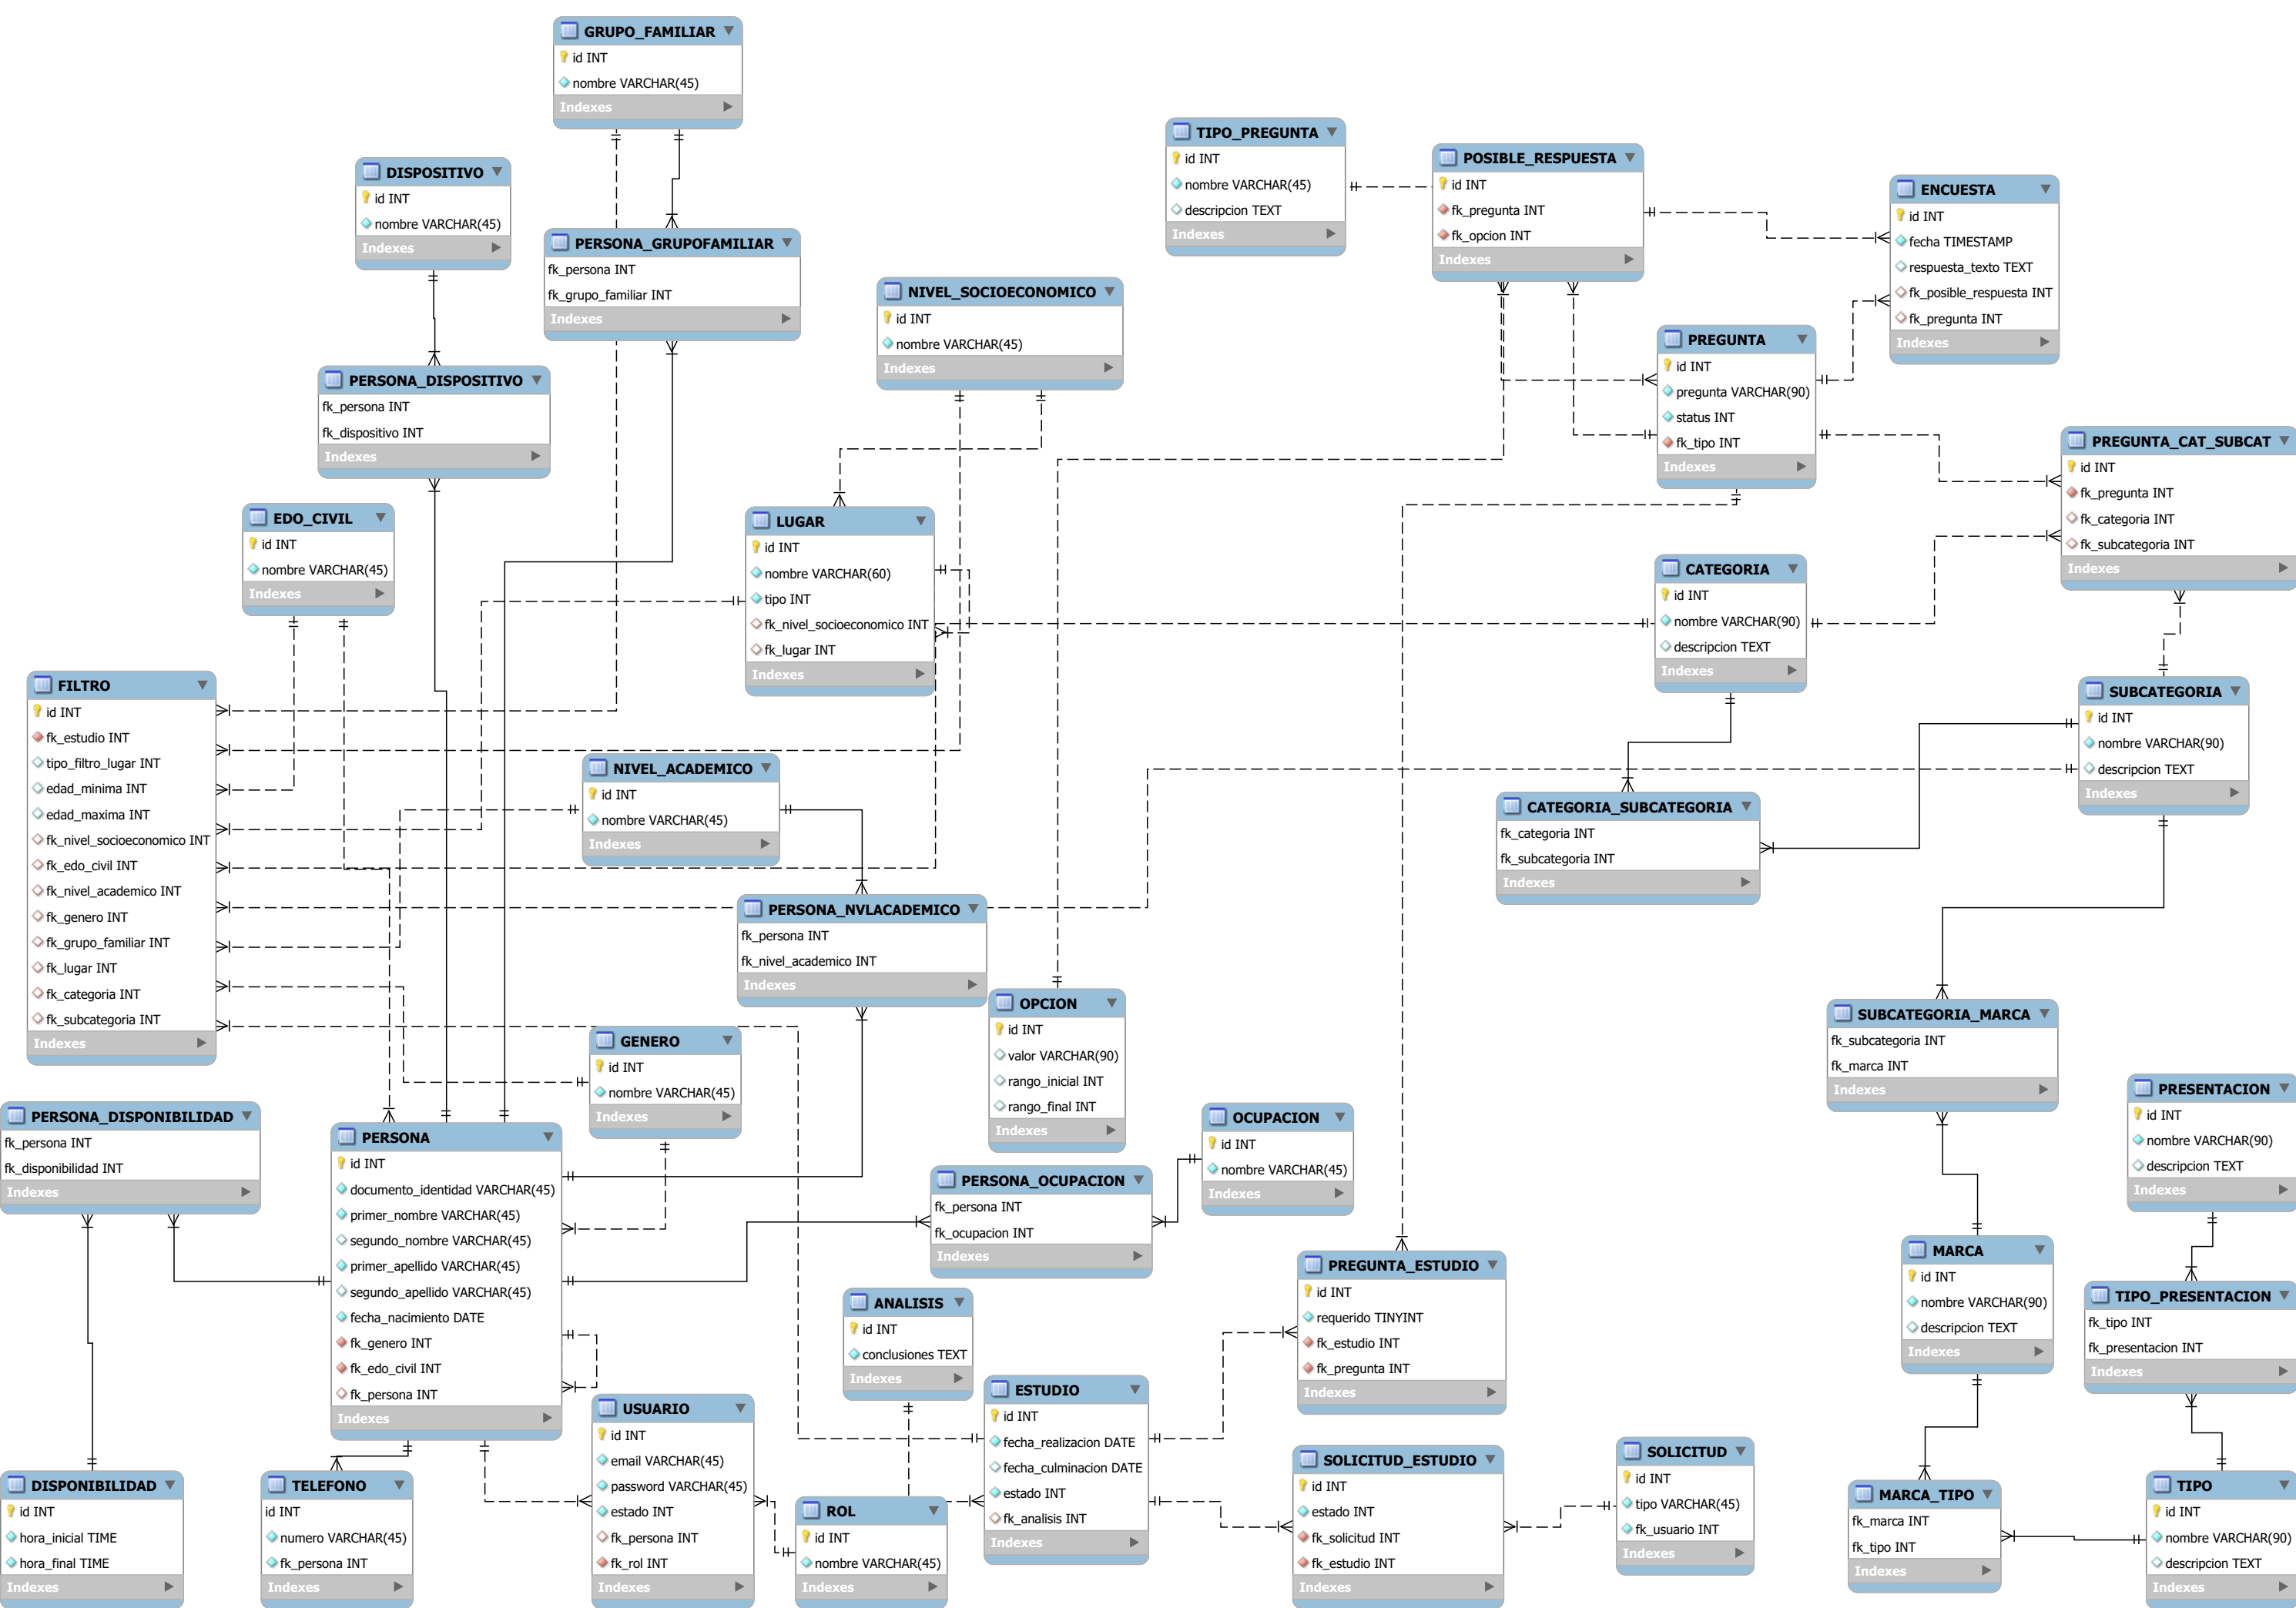 GRUPO_FAMILIAR
id INT
nombre VARCHAR(45)
Indexes
TIPO_PREGUNTA
id INT
nombre VARCHAR(45)
descripcion TEXT
Indexes
POSIBLE_RESPUESTA
id INT
fk_pregunta INT
fk_opcion INT
Indexes
DISPOSITIVO
id INT
nombre VARCHAR(45)
Indexes
ENCUESTA
id INT
fecha TIMESTAMP
respuesta_texto TEXT
fk_posible_respuesta INT
fk_pregunta INT
Indexes
PERSONA_GRUPOFAMILIAR
fk_persona INT
fk_grupo_familiar INT
Indexes
NIVEL_SOCIOECONOMICO
id INT
nombre VARCHAR(45)
Indexes
PREGUNTA
id INT
pregunta VARCHAR(90)
status INT
fk_tipo INT
Indexes
PERSONA_DISPOSITIVO
fk_persona INT
fk_dispositivo INT
Indexes
PREGUNTA_CAT_SUBCAT
id INT
fk_pregunta INT
fk_categoria INT
fk_subcategoria INT
Indexes
EDO_CIVIL
id INT
nombre VARCHAR(45)
Indexes
LUGAR
id INT
nombre VARCHAR(60)
tipo INT
fk_nivel_socioeconomico INT
fk_lugar INT
Indexes
CATEGORIA
id INT
nombre VARCHAR(90)
descripcion TEXT
Indexes
FILTRO
id INT
fk_estudio INT
tipo_filtro_lugar INT
edad_minima INT
edad_maxima INT
fk_nivel_socioeconomico INT
fk_edo_civil INT
fk_nivel_academico INT
fk_genero INT
fk_grupo_familiar INT
fk_lugar INT
fk_categoria INT
fk_subcategoria INT
Indexes
SUBCATEGORIA
id INT
nombre VARCHAR(90)
descripcion TEXT
Indexes
NIVEL_ACADEMICO
id INT
nombre VARCHAR(45)
Indexes
CATEGORIA_SUBCATEGORIA
fk_categoria INT
fk_subcategoria INT
Indexes
PERSONA_NVLACADEMICO
fk_persona INT
fk_nivel_academico INT
Indexes
OPCION
id INT
valor VARCHAR(90)
rango_inicial INT
rango_final INT
Indexes
SUBCATEGORIA_MARCA
fk_subcategoria INT
fk_marca INT
Indexes
GENERO
id INT
nombre VARCHAR(45)
Indexes
PRESENTACION
id INT
nombre VARCHAR(90)
descripcion TEXT
Indexes
PERSONA_DISPONIBILIDAD
fk_persona INT
fk_disponibilidad INT
Indexes
OCUPACION
id INT
nombre VARCHAR(45)
Indexes
PERSONA
id INT
documento_identidad VARCHAR(45)
primer_nombre VARCHAR(45)
segundo_nombre VARCHAR(45)
primer_apellido VARCHAR(45)
segundo_apellido VARCHAR(45)
fecha_nacimiento DATE
fk_genero INT
fk_edo_civil INT
fk_persona INT
Indexes
PERSONA_OCUPACION
fk_persona INT
fk_ocupacion INT
Indexes
MARCA
id INT
nombre VARCHAR(90)
descripcion TEXT
Indexes
PREGUNTA_ESTUDIO
id INT
requerido TINYINT
fk_estudio INT
fk_pregunta INT
Indexes
TIPO_PRESENTACION
fk_tipo INT
fk_presentacion INT
Indexes
ANALISIS
id INT
conclusiones TEXT
Indexes
ESTUDIO
id INT
fecha_realizacion DATE
fecha_culminacion DATE
estado INT
fk_analisis INT
Indexes
USUARIO
id INT
email VARCHAR(45)
password VARCHAR(45)
estado INT
fk_persona INT
fk_rol INT
Indexes
SOLICITUD
id INT
tipo VARCHAR(45)
fk_usuario INT
Indexes
SOLICITUD_ESTUDIO
id INT
estado INT
fk_solicitud INT
fk_estudio INT
Indexes
DISPONIBILIDAD
id INT
hora_inicial TIME
hora_final TIME
Indexes
TELEFONO
id INT
numero VARCHAR(45)
fk_persona INT
Indexes
TIPO
id INT
nombre VARCHAR(90)
descripcion TEXT
Indexes
MARCA_TIPO
fk_marca INT
fk_tipo INT
Indexes
ROL
id INT
nombre VARCHAR(45)
Indexes